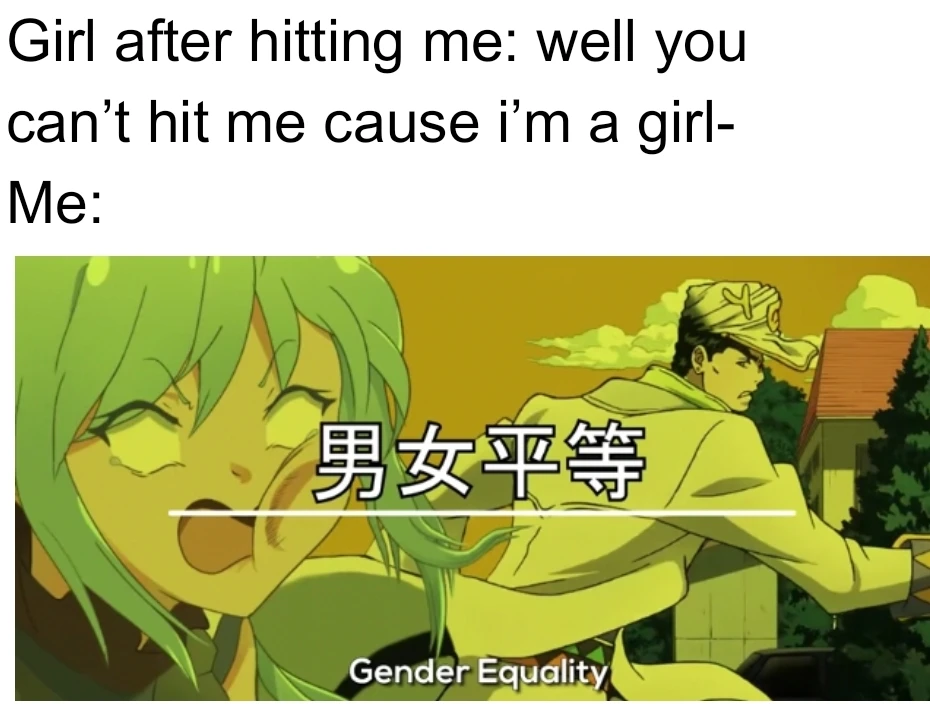 Girl after hitting me: well you
can’t hit me cause i’m a girl-
Me:
男女平等
Gender Equality